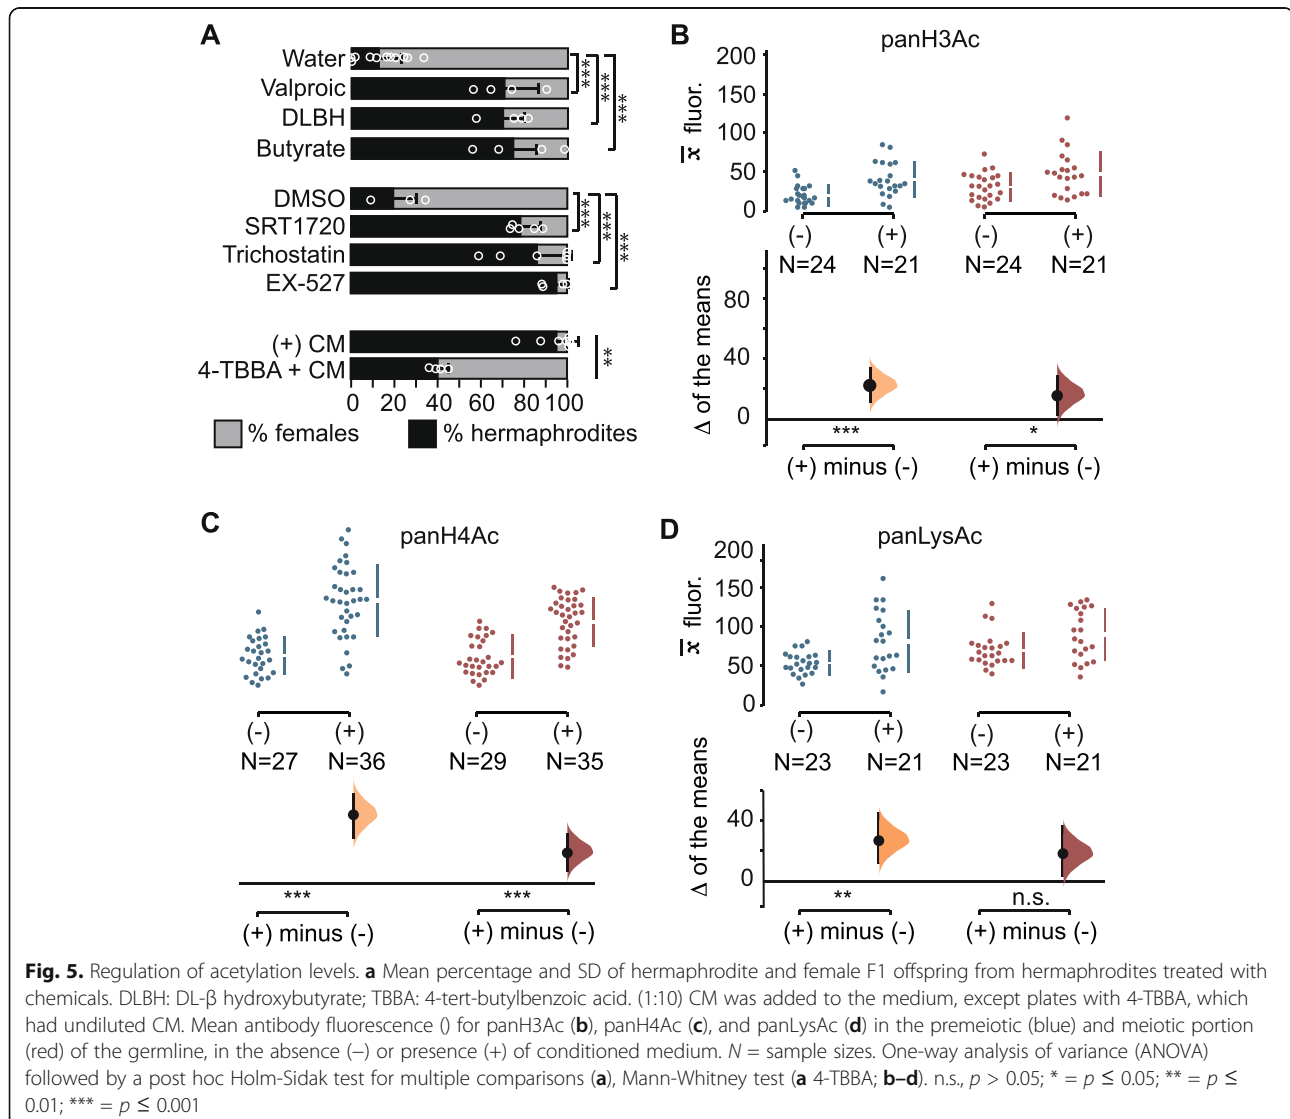 A
Water
Valproic
DLBH
Butyrate
***
***
***
DMSO
SRT1720
Trichostatin
EX-527
***
***
***
(+) CM
4-TBBA + CM
**
0 20 40 60 80 100
% females
% hermaphrodites
B
panH3Ac
200
150
100
50
0
x̅ fluor.
(-) (+) (-) (+)
N=24 N=21 N=24 N=21
80
40
0
Δ of the means
*** *
(+) minus (-) (+) minus (-)
C
panH4Ac
(-) (+) (-) (+)
N=27 N=36 N=29 N=35
*** ***
(+) minus (-) (+) minus (-)
D
panLysAc
200
150
100
50
0
x̅ fluor.
(-) (+) (-) (+)
N=23 N=21 N=23 N=21
40
0
Δ of the means
** n.s.
(+) minus (-) (+) minus (-)
Fig. 5. Regulation of acetylation levels. a Mean percentage and SD of hermaphrodite and female F1 offspring from hermaphrodites treated with
chemicals. DLBH: DL-β hydroxybutyrate; TBBA: 4-tert-butylbenzoic acid. (1:10) CM was added to the medium, except plates with 4-TBBA, which
had undiluted CM. Mean antibody fluorescence () for panH3Ac (b), panH4Ac (c), and panLysAc (d) in the premeiotic (blue) and meiotic portion
(red) of the germline, in the absence (−) or presence (+) of conditioned medium. N = sample sizes. One-way analysis of variance (ANOVA)
followed by a post hoc Holm-Sidak test for multiple comparisons (a), Mann-Whitney test (a 4-TBBA; b–d). n.s., p > 0.05; * = p ≤ 0.05; ** = p ≤
0.01; *** = p ≤ 0.001